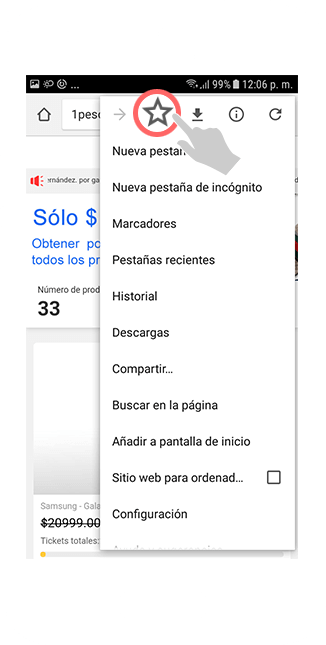 ... 99% 12:06 p. m.
1peso
Nueva pestañ
rnández. por ga
Nueva pestaña de incógnito
Sólo $
Marcadores
Obtener po
todos los pr
Pestañas recientes
Número de prod
33
Historial
Descargas
Compartir...
Buscar en la página
Añadir a pantalla de inicio
Sitio web para ordenad...
Samsung - Gala
Configuración
$20999.00
Tickets totales: